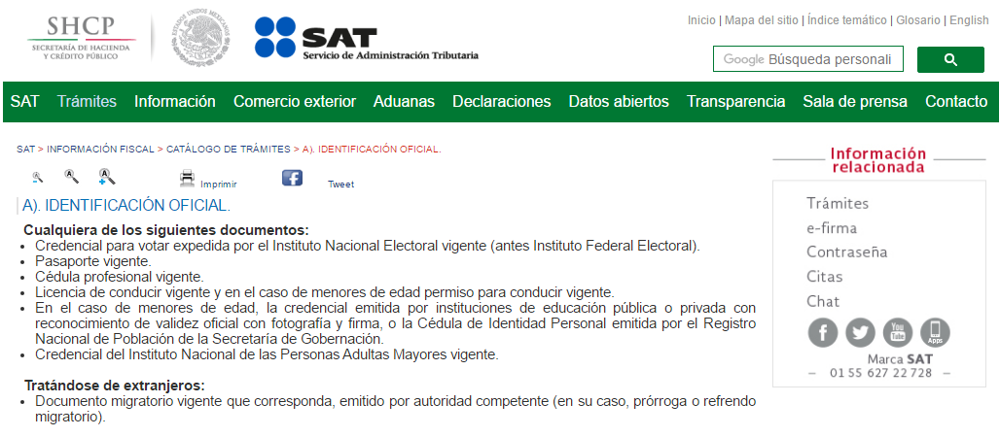 SHCP
SECRETARÍA DE HACIENDA
Y CRÉDITO PÚBLICO
ESTADOS UNIDOS MEXICANOS
SAT
Servicio de Administración Tributaria
Inicio | Mapa del sitio | Índice temático | Glosario | English
Google Búsqueda personali
SAT Trámites Información Comercio exterior Aduanas Declaraciones Datos abiertos Transparencia Sala de prensa Contacto
SAT > INFORMACIÓN FISCAL > CATÁLOGO DE TRÁMITES > A). IDENTIFICACIÓN OFICIAL.
Imprimir
Tweet
A). IDENTIFICACIÓN OFICIAL.
Cualquiera de los siguientes documentos:
• Credencial para votar expedida por el Instituto Nacional Electoral vigente (antes Instituto Federal Electoral).
• Pasaporte vigente.
• Cédula profesional vigente.
• Licencia de conducir vigente y en el caso de menores de edad permiso para conducir vigente.
• En el caso de menores de edad, la credencial emitida por instituciones de educación pública o privada con
reconocimiento de validez oficial con fotografía y firma, o la Cédula de Identidad Personal emitida por el Registro
Nacional de Población de la Secretaría de Gobernación.
• Credencial del Instituto Nacional de las Personas Adultas Mayores vigente.
Tratándose de extranjeros:
• Documento migratorio vigente que corresponda, emitido por autoridad competente (en su caso, prórroga o refrendo
migratorio).
Información
relacionada
Trámites
e-firma
Contraseña
Citas
Chat
You Tube
Apps
Marca SAT
01 55 627 22 728